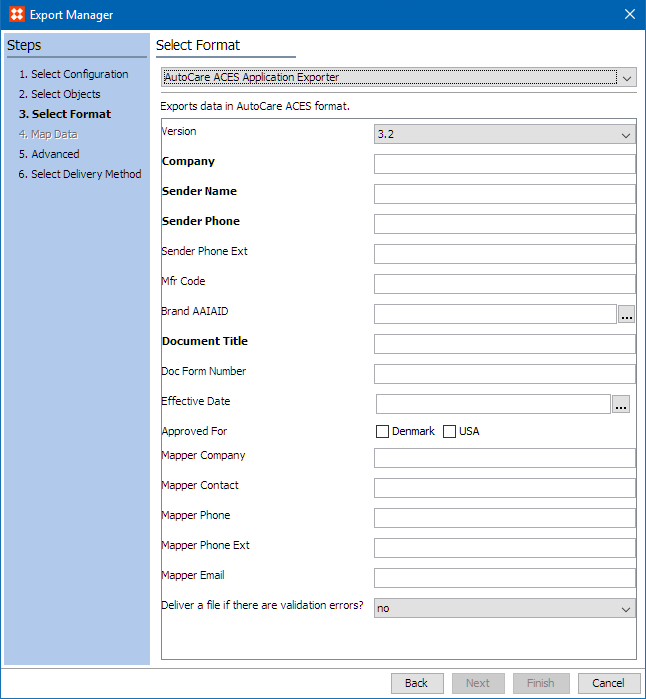 Export Manager
Steps
1. Select Configuration
2. Select Objects
3. Select Format
4. Map Data
5. Advanced
6. Select Delivery Method
Select Format
AutoCare ACES Application Exporter
Exports data in AutoCare ACES format.
Version 3.2
Company
Sender Name
Sender Phone
Sender Phone Ext
Mfr Code
Brand AAIAID ...
Document Title
Doc Form Number
Effective Date ...
Approved For Denmark USA
Mapper Company
Mapper Contact
Mapper Phone
Mapper Phone Ext
Mapper Email
Deliver a file if there are validation errors? no
Back Next Finish Cancel